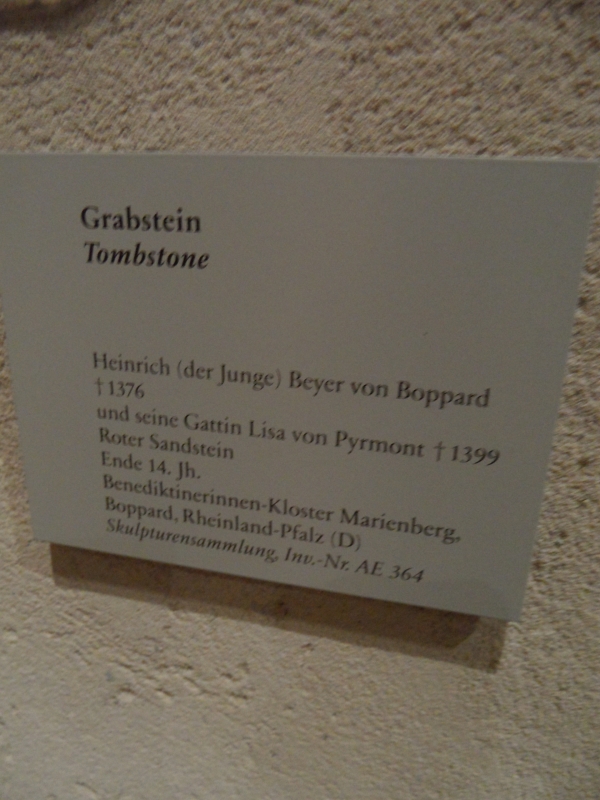 Grabstein
Tombstone
Heinrich (der Junge) Beyer von Boppard
†1376
und seine Gattin Lisa von Pyrmont †1399
Roter Sandstein
Ende 14. Jh.
Benediktinerinnen-Kloster Marienberg,
Boppard, Rheinland-Pfalz (D)
Skulpturensammlung, Inv.-Nr. AE 364